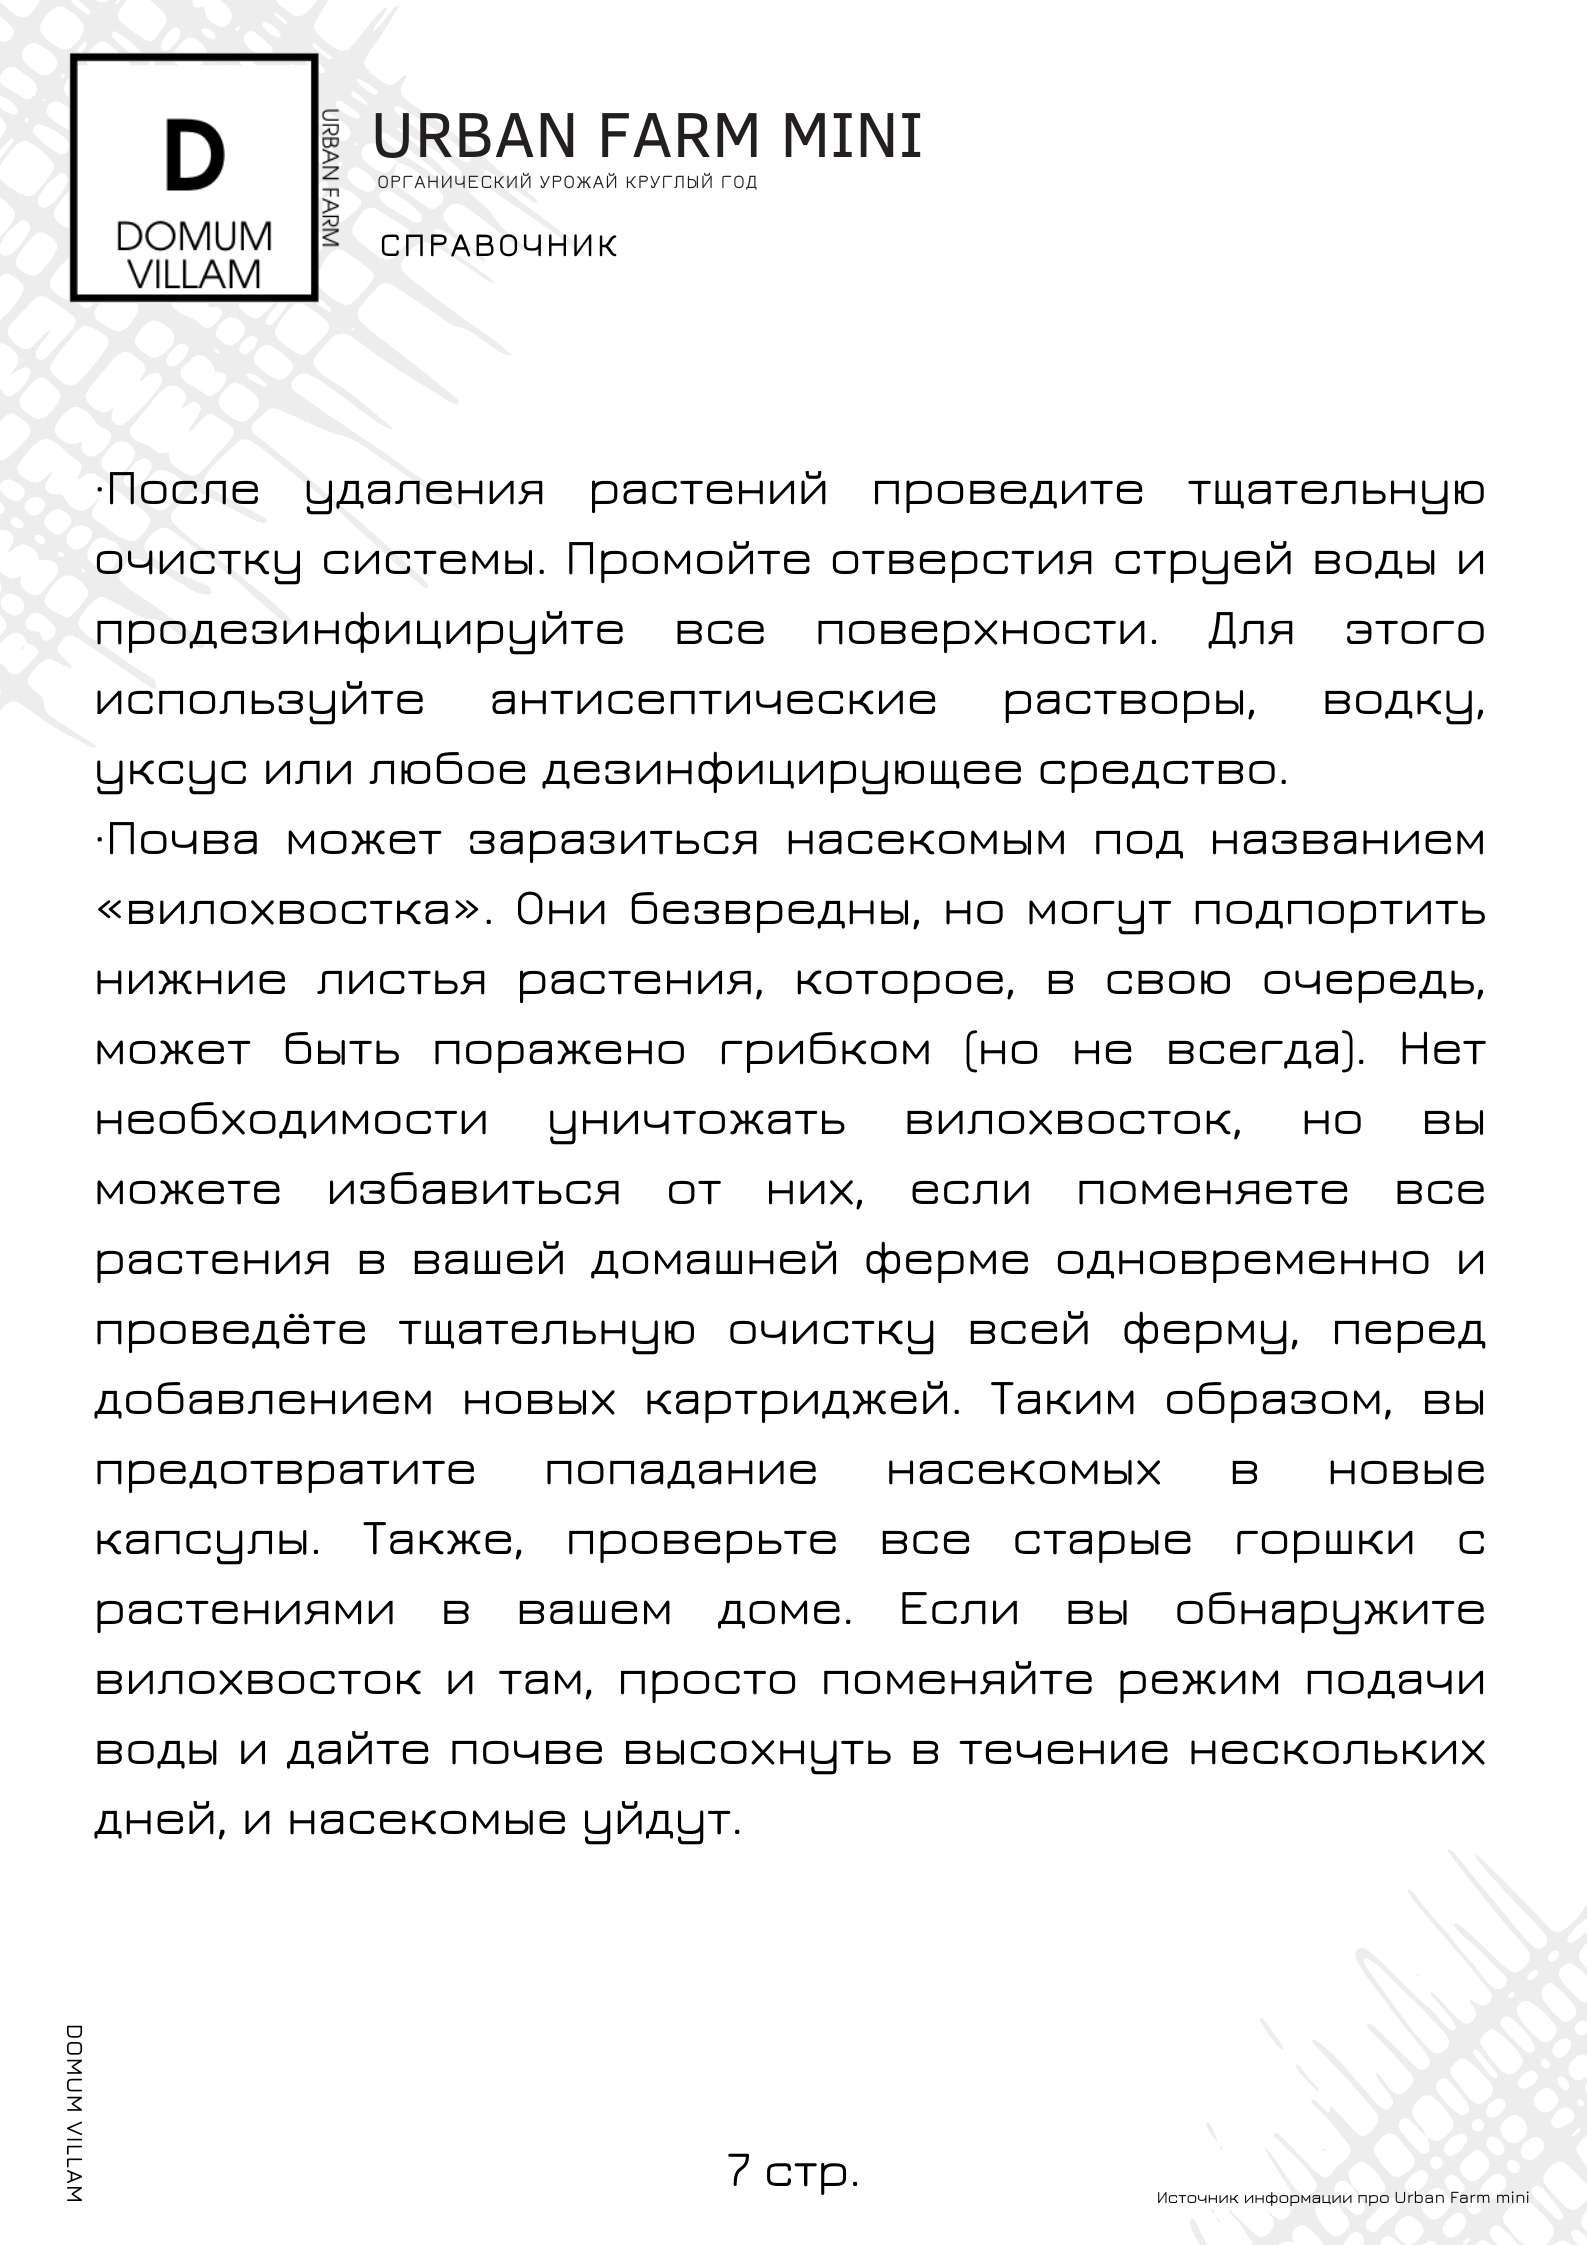 D
DOMUM
VILLAM
URBAN FARM
URBAN FARM MINI
ОРГАНИЧЕСКИЙ УРОЖАЙ КРУГЛЫЙ ГОД
СПРАВОЧНИК
·После удаления растений проведите тщательную
очистку системы. Промойте отверстия струей воды и
продезинфицируйте все поверхности. Для этого
используйте антисептические растворы, водку,
уксус или любое дезинфицирующее средство.
·Почва может заразиться насекомым под названием
«вилохвостка». Они безвредны, но могут подпортить
нижние листья растения, которое, в свою очередь,
может быть поражено грибком (но не всегда). Нет
необходимости уничтожать вилохвосток, но вы
можете избавиться от них, если поменяете все
растения в вашей домашней ферме одновременно и
проведёте тщательную очистку всей ферму, перед
добавлением новых картриджей. Таким образом, вы
предотвратите попадание насекомых в новые
капсулы. Также, проверьте все старые горшки с
растениями в вашем доме. Если вы обнаружите
вилохвосток и там, просто поменяйте режим подачи
воды и дайте почве высохнуть в течение нескольких
дней, и насекомые уйдут.
DOMUM VILLAM
7 стр.
Источник информации про Urban Farm mini